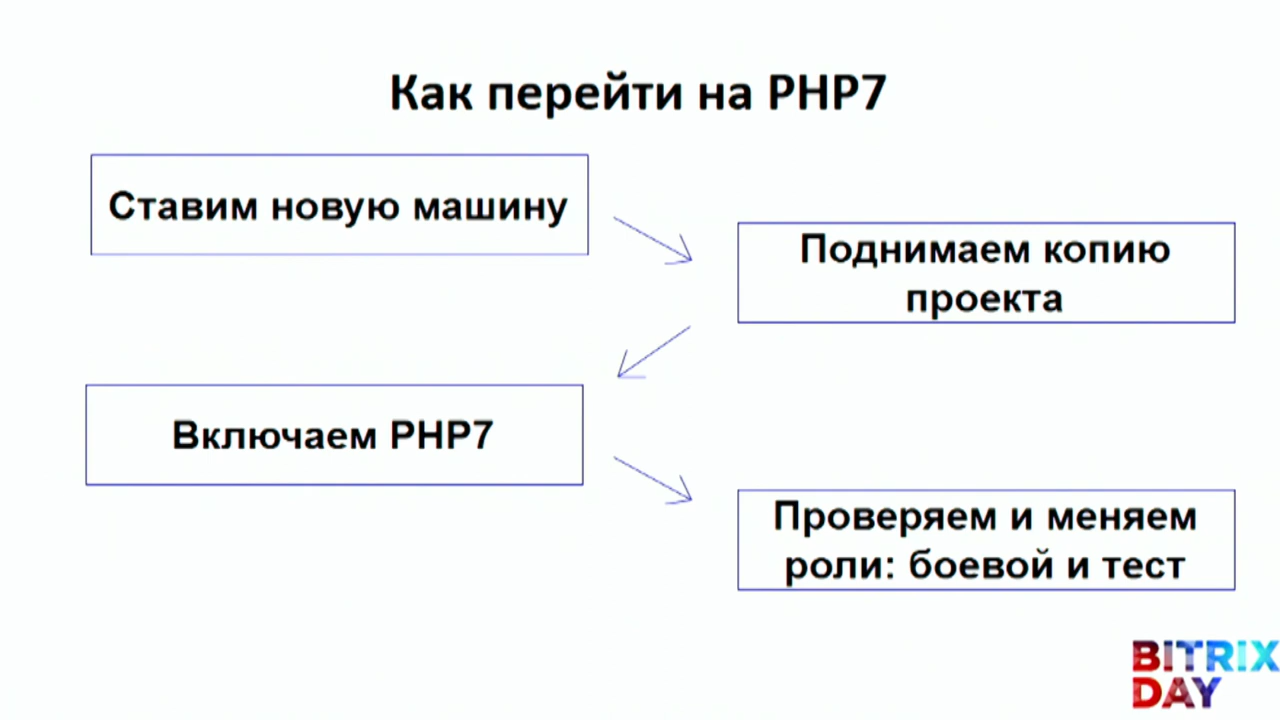 Как перейти на PHP7
Ставим новую машину
Поднимаем копию
проекта
Включаем PHP7
Проверяем и меняем
роли: боевой и тест
BITRIX
DAY